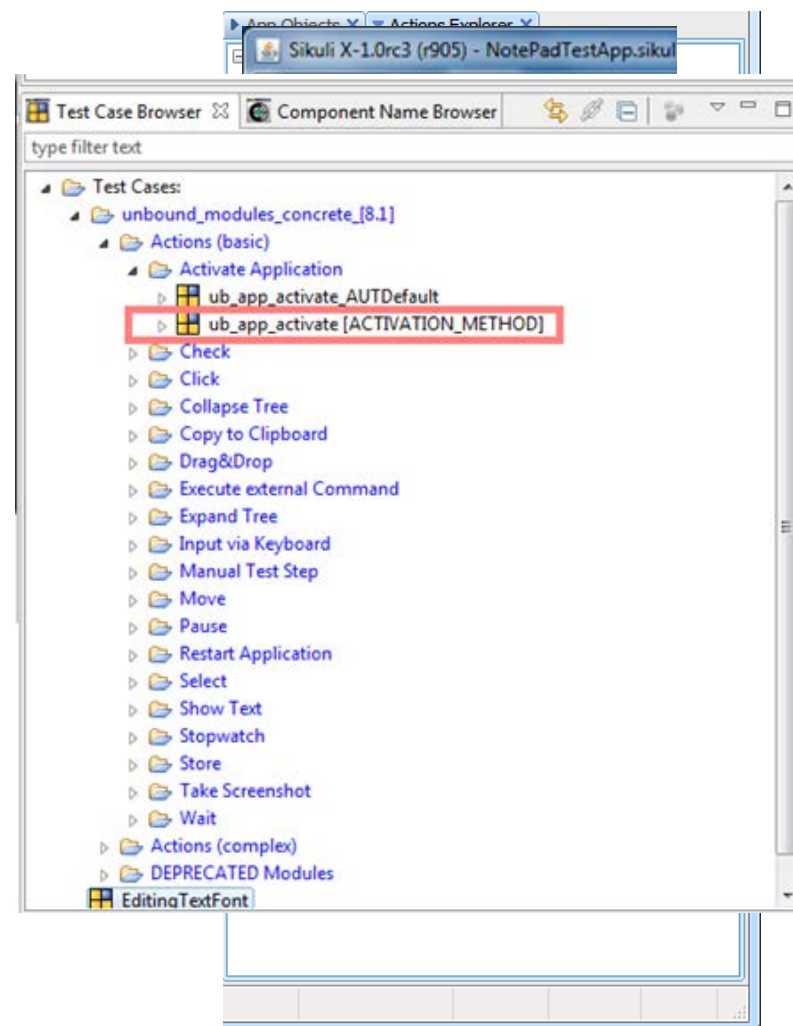 App Objects Actions Explorer
Sikuli X-1.0rc3 (r905) - NotePadTestApp.sikul
Test Case Browser Component Name Browser
type filter text
Test Cases:
unbound_modules_concrete_[8.1]
Actions (basic)
Activate Application
ub_app_activate_AUTDefault
ub_app_activate [ACTIVATION_METHOD]
Check
Click
Collapse Tree
Copy to Clipboard
Drag&Drop
Execute external Command
Expand Tree
Input via Keyboard
Manual Test Step
Move
Pause
Restart Application
Select
Show Text
Stopwatch
Store
Take Screenshot
Wait
Actions (complex)
DEPRECATED Modules
EditingTextFont